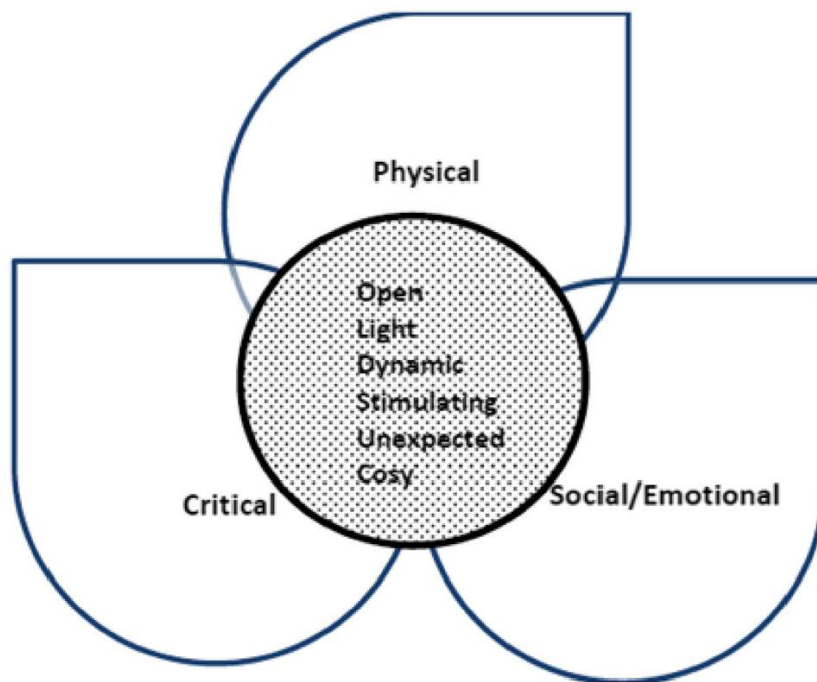 Physical
Open
Light
Dynamic
Stimulating
Unexpected
Cosy
Critical
Social/Emotional